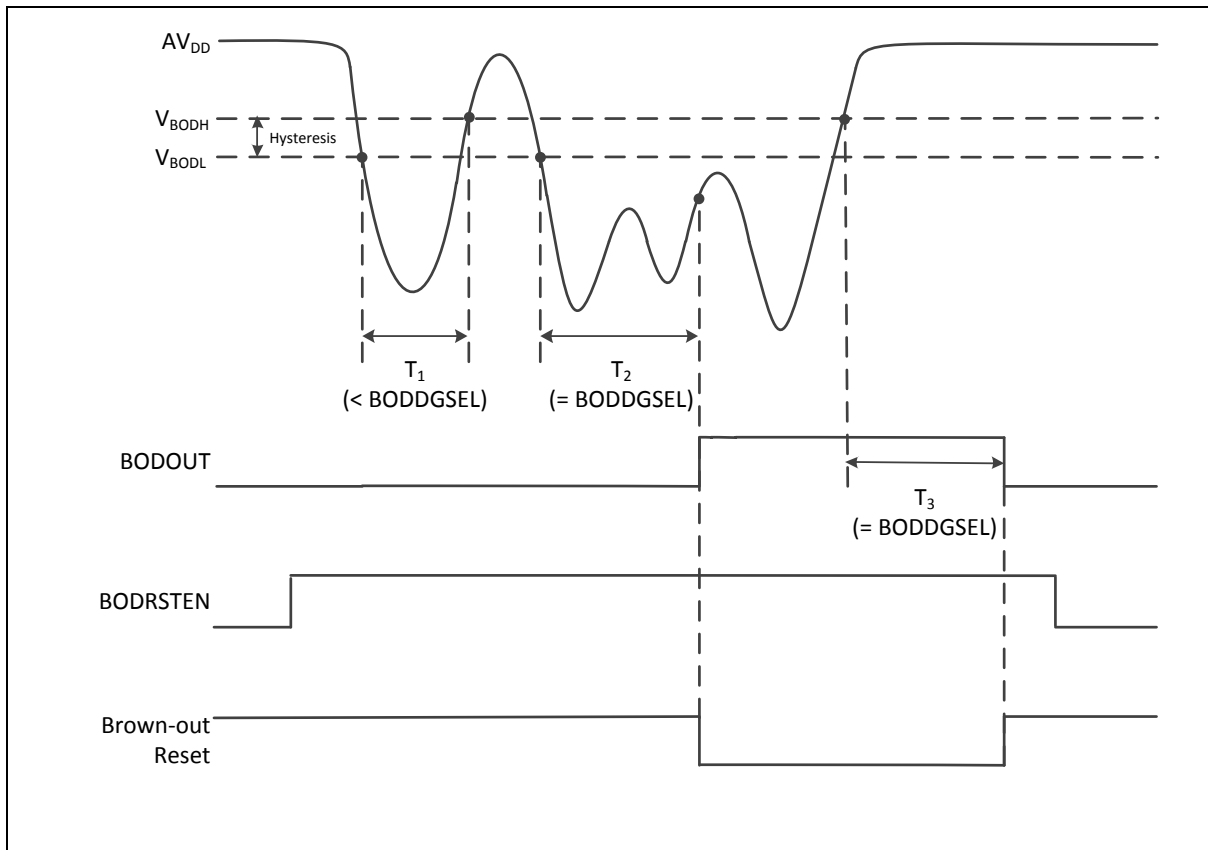 AVDD
VBODH
Hysteresis
VBODL
T1
(< BODDGSEL)
T2
(= BODDGSEL)
BODOUT
T3
(= BODDGSEL)
BODRSTEN
Brown-out
Reset